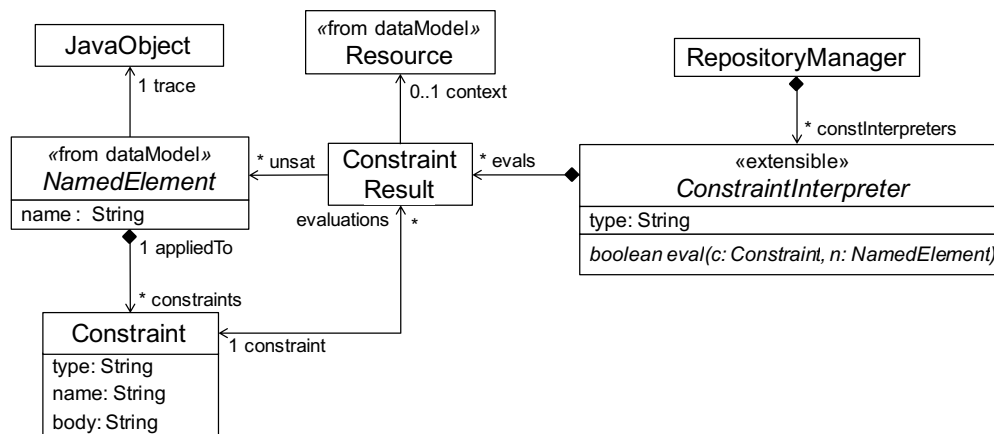 JavaObject
1 trace
«from dataModel»
Resource
0..1 context
RepositoryManager
* constInterpreters
«from dataModel»
NamedElement
name : String
* unsat
Constraint
Result
* evals
«extensible»
ConstraintInterpreter
type: String
boolean eval(c: Constraint, n: NamedElement)
evaluations *
1 appliedTo
* constraints
Constraint
type: String
name: String
body: String
1 constraint